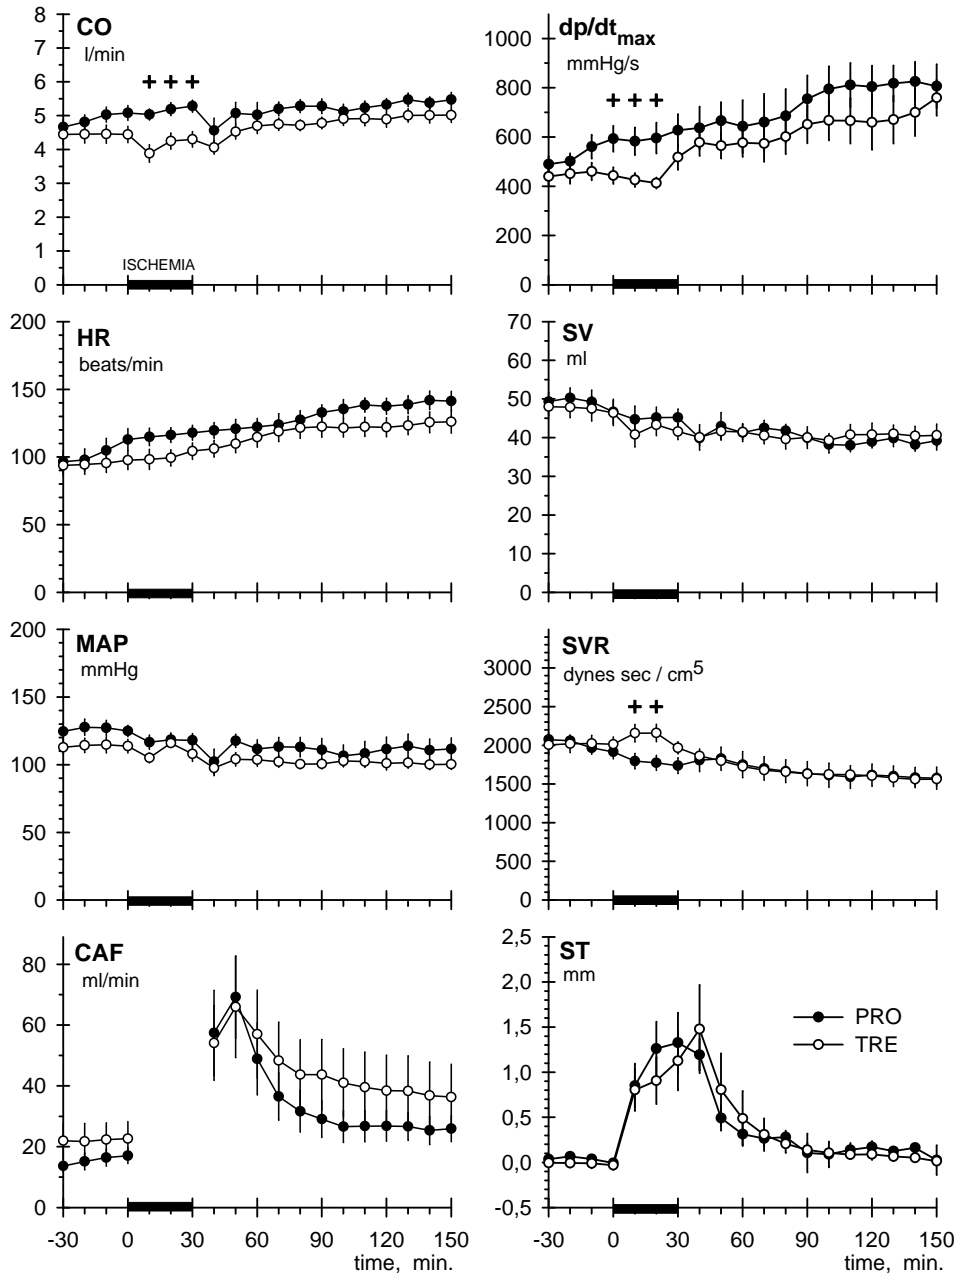 CO
l/min
8
7
6
5
4
3
2
1
0
+ + +
ISCHEMIA
dp/dt_max
mmHg/s
1000
800
600
400
200
0
+ + +
HR
beats/min
200
150
100
50
0
SV
ml
70
60
50
40
30
20
10
0
MAP
mmHg
200
150
100
50
0
SVR
dynes sec / cm⁵
3000
2500
2000
1500
1000
500
0
+ +
CAF
ml/min
80
60
40
20
0
-30 0 30 60 90 120 150
time, min.
ST
mm
2,5
2,0
1,5
1,0
0,5
0,0
-0,5
PRO
TRE
-30 0 30 60 90 120 150
time, min.